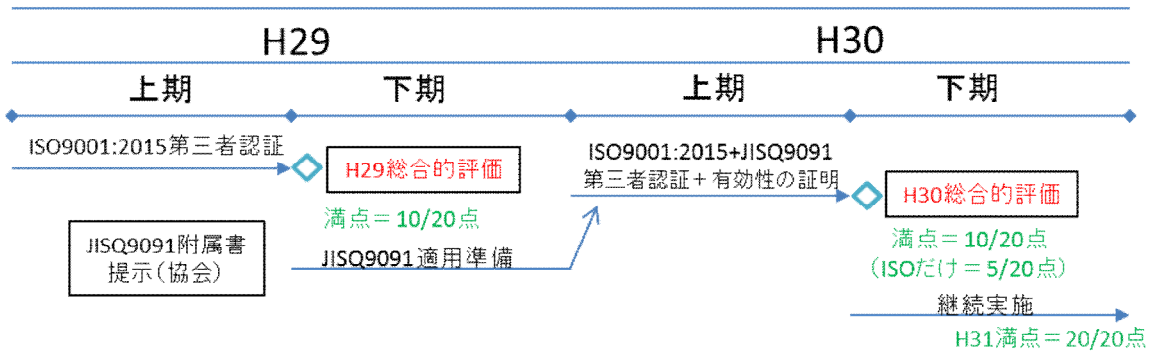 H29
H30
上期
下期
上期
下期
ISO9001:2015第三者認証
H29総合的評価
満点＝10/20点
JISQ9091附属書
提示（協会）
JISQ9091適用準備
ISO9001:2015+JISQ9091
第三者認証＋有効性の証明
H30総合的評価
満点＝10/20点
（ISOだけ＝5/20点）
継続実施
H31満点＝20/20点